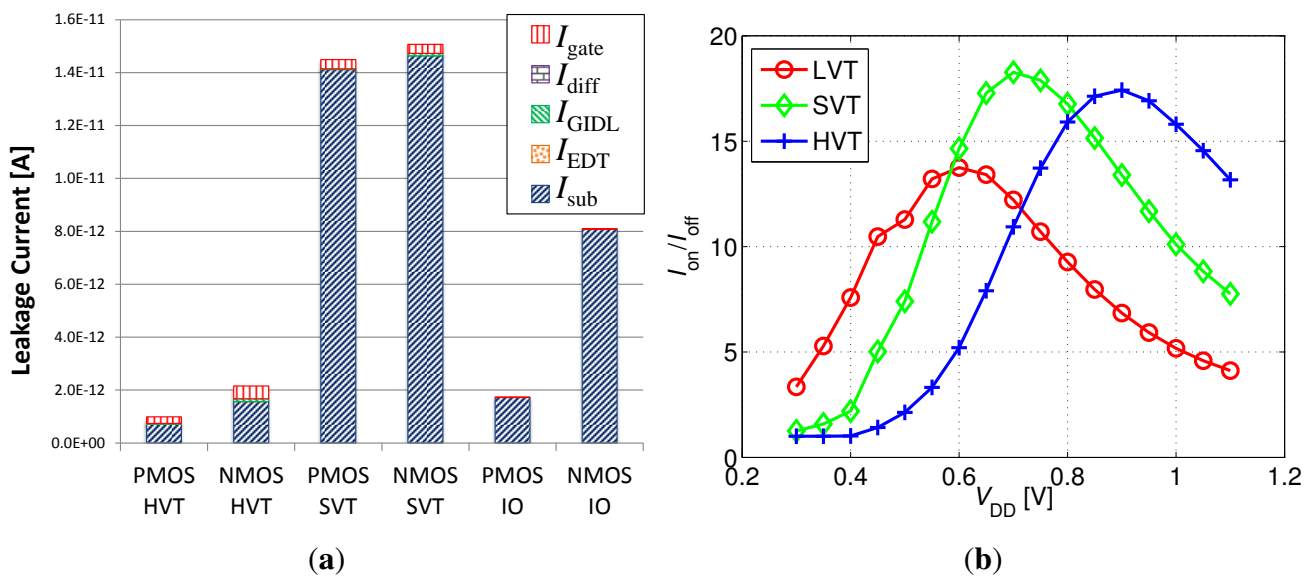 Leakage Current [A]
1.6E-11
1.4E-11
1.2E-11
1.0E-11
8.0E-12
6.0E-12
4.0E-12
2.0E-12
0.0E+00
PMOS HVT
NMOS HVT
PMOS SVT
NMOS SVT
PMOS IO
NMOS IO
Igate
Idiff
IGIDL
IEDT
Isub
(a)
Ion/Ioff
20
15
10
5
0
LVT
SVT
HVT
0.2 0.4 0.6 0.8 1 1.2
VDD [V]
(b)